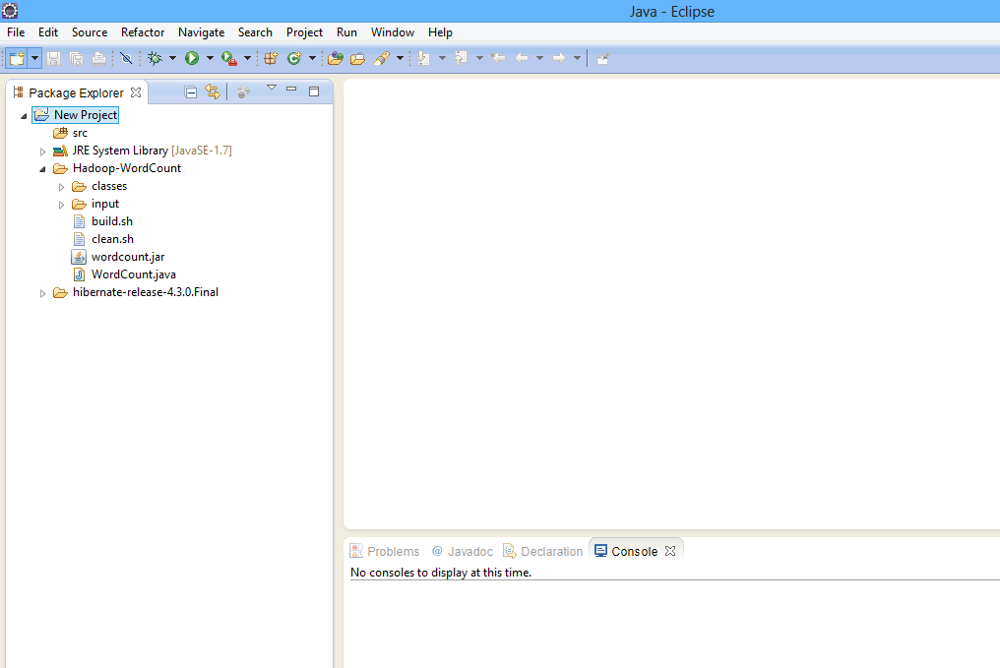 Java - Eclipse
File Edit Source Refactor Navigate Search Project Run Window Help
Package Explorer
New Project
src
JRE System Library [JavaSE-1.7]
Hadoop-WordCount
classes
input
build.sh
clean.sh
wordcount.jar
WordCount.java
hibernate-release-4.3.0.Final
Problems @ Javadoc Declaration Console
No consoles to display at this time.